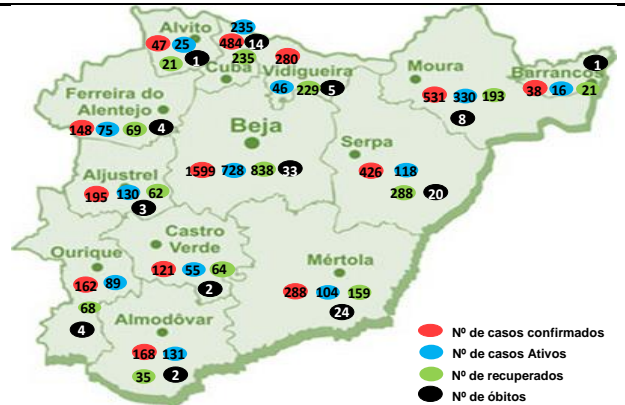 Alvito
47 25
1
21
235
484 14
235
Cuba
280
Vidigueira
46 229 5
Moura
531 330 193
8
1
Barrancos
38 16 21
Ferreira do
Alentejo
148 75 69 4
Beja
1599 728 838 33
Serpa
426 118
288 20
Aljustrel
195 130 62
3
Castro
Verde
121 55 64
2
Ourique
162 89
68
4
Mértola
288 104 159
24
Almodôvar
168 131
35 2
Nº de casos confirmados
Nº de casos Ativos
Nº de recuperados
Nº de óbitos